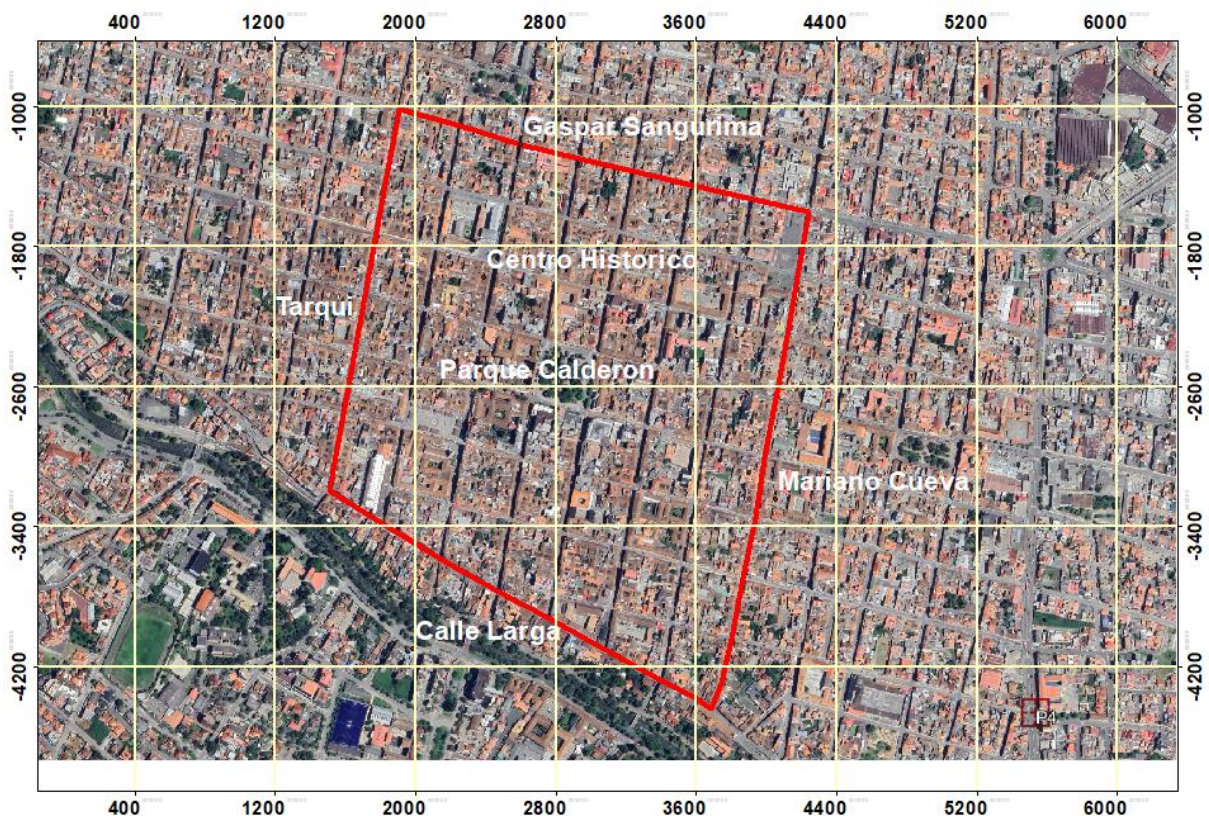 400 1200 2000 2800 3600 4400 5200 6000
-1000 -1000
Gaspar Sangurima
-1800 -1800
Centro Historico
Tarqui
Parque Calderon
-2600 -2600
Mariano Cueva
-3400 -3400
Calle Larga
-4200 -4200
P4
400 1200 2000 2800 3600 4400 5200 6000